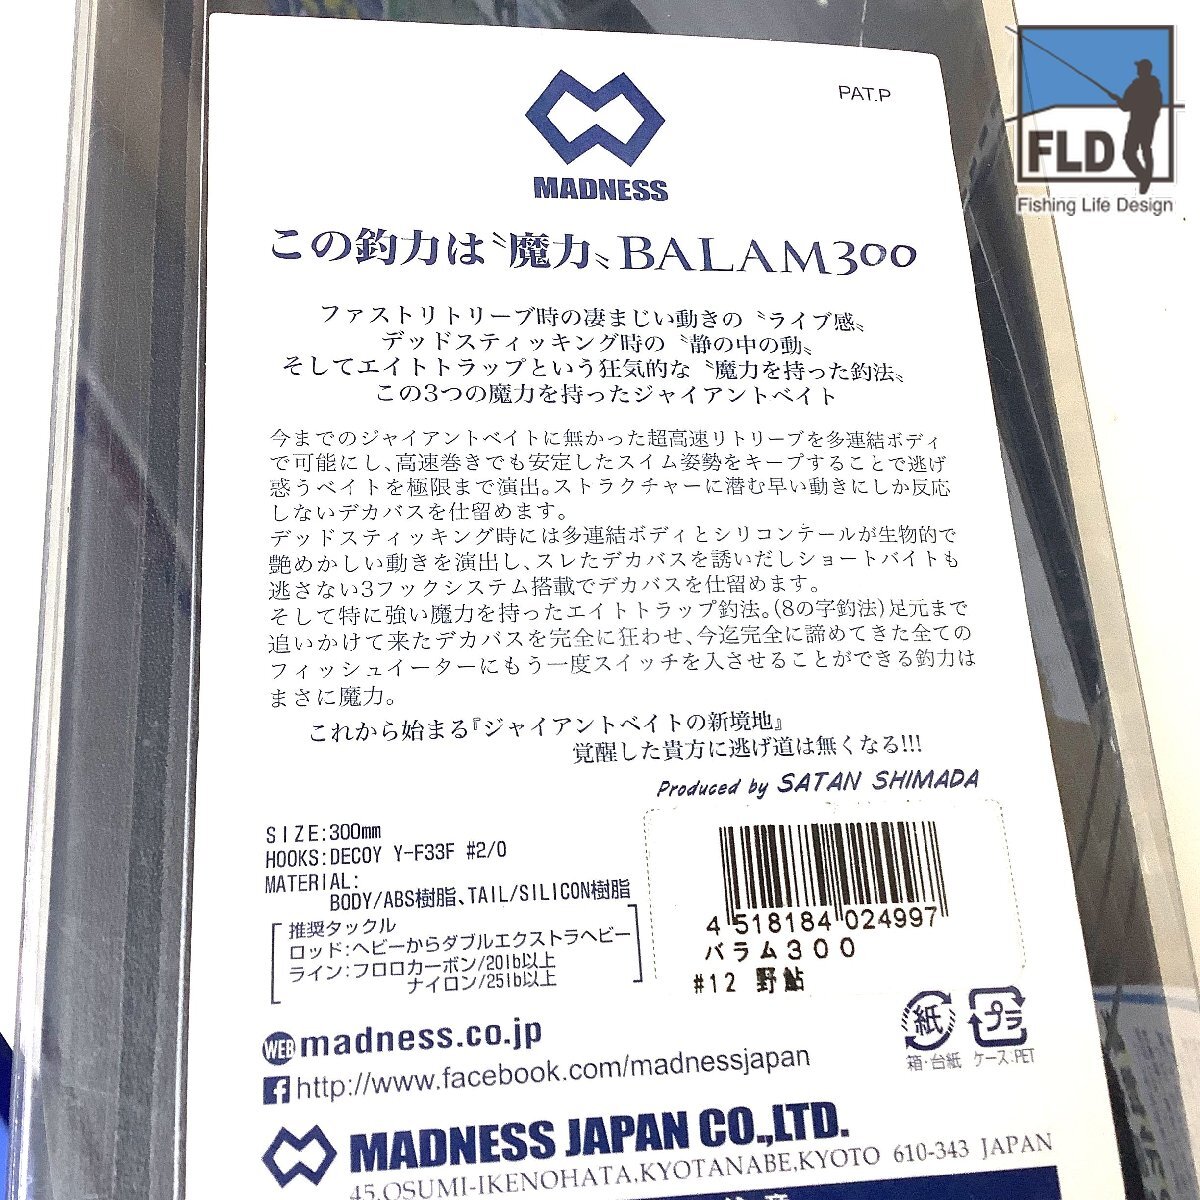 PAT.P
FLD
Fishing Life Design
MADNESS
この釣力は〝魔力〟BALAM300
ファストリトリーブ時の凄まじい動きの〝ライブ感〟
デッドスティッキング時の〝静の中の動〟
そしてエイトトラップという狂気的な〝魔力を持った釣法〟
この3つの魔力を持ったジャイアントベイト
今までのジャイアントベイトに無かった超高速リトリーブを多連結ボディ
で可能にし、高速巻きでも安定したスイム姿勢をキープすることで逃げ
惑うベイトを極限まで演出。ストラクチャーに潜む早い動きにしか反応
しないデカバスを仕留めます。
デッドスティッキング時には多連結ボディとシリコンテールが生物的で
艶めかしい動きを演出し、スレたデカバスを誘いだしショートバイトも
逃さない3フックシステム搭載でデカバスを仕留めます。
そして特に強い魔力を持ったエイトトラップ釣法。(8の字釣法)足元まで
追いかけて来たデカバスを完全に狂わせ、今迄完全に諦めてきた全ての
フィッシュイーターにもう一度スイッチを入させることができる釣力は
まさに魔力。
これから始まる『ジャイアントベイトの新境地』
覚醒した貴方に逃げ道は無くなる!!!
Produced by SATAN SHIMADA
SIZE:300mm
HOOKS:DECOY Y-F33F #2/0
MATERIAL:
BODY/ABS樹脂、TAIL/SILICON樹脂
推奨タックル
ロッド:ヘビーからダブルエクストラヘビー
ライン:フロロカーボン/20lb以上
ナイロン/25lb以上
4 518184 024997
バラム300
#12 野鮎
WEB madness.co.jp
紙
プラ
箱・台紙 ケース:PET
f http://www.facebook.com/madnessjapan
MADNESS JAPAN CO.,LTD.
45,OSUMI-IKENOHATA,KYOTANABE,KYOTO 610-343 JAPAN